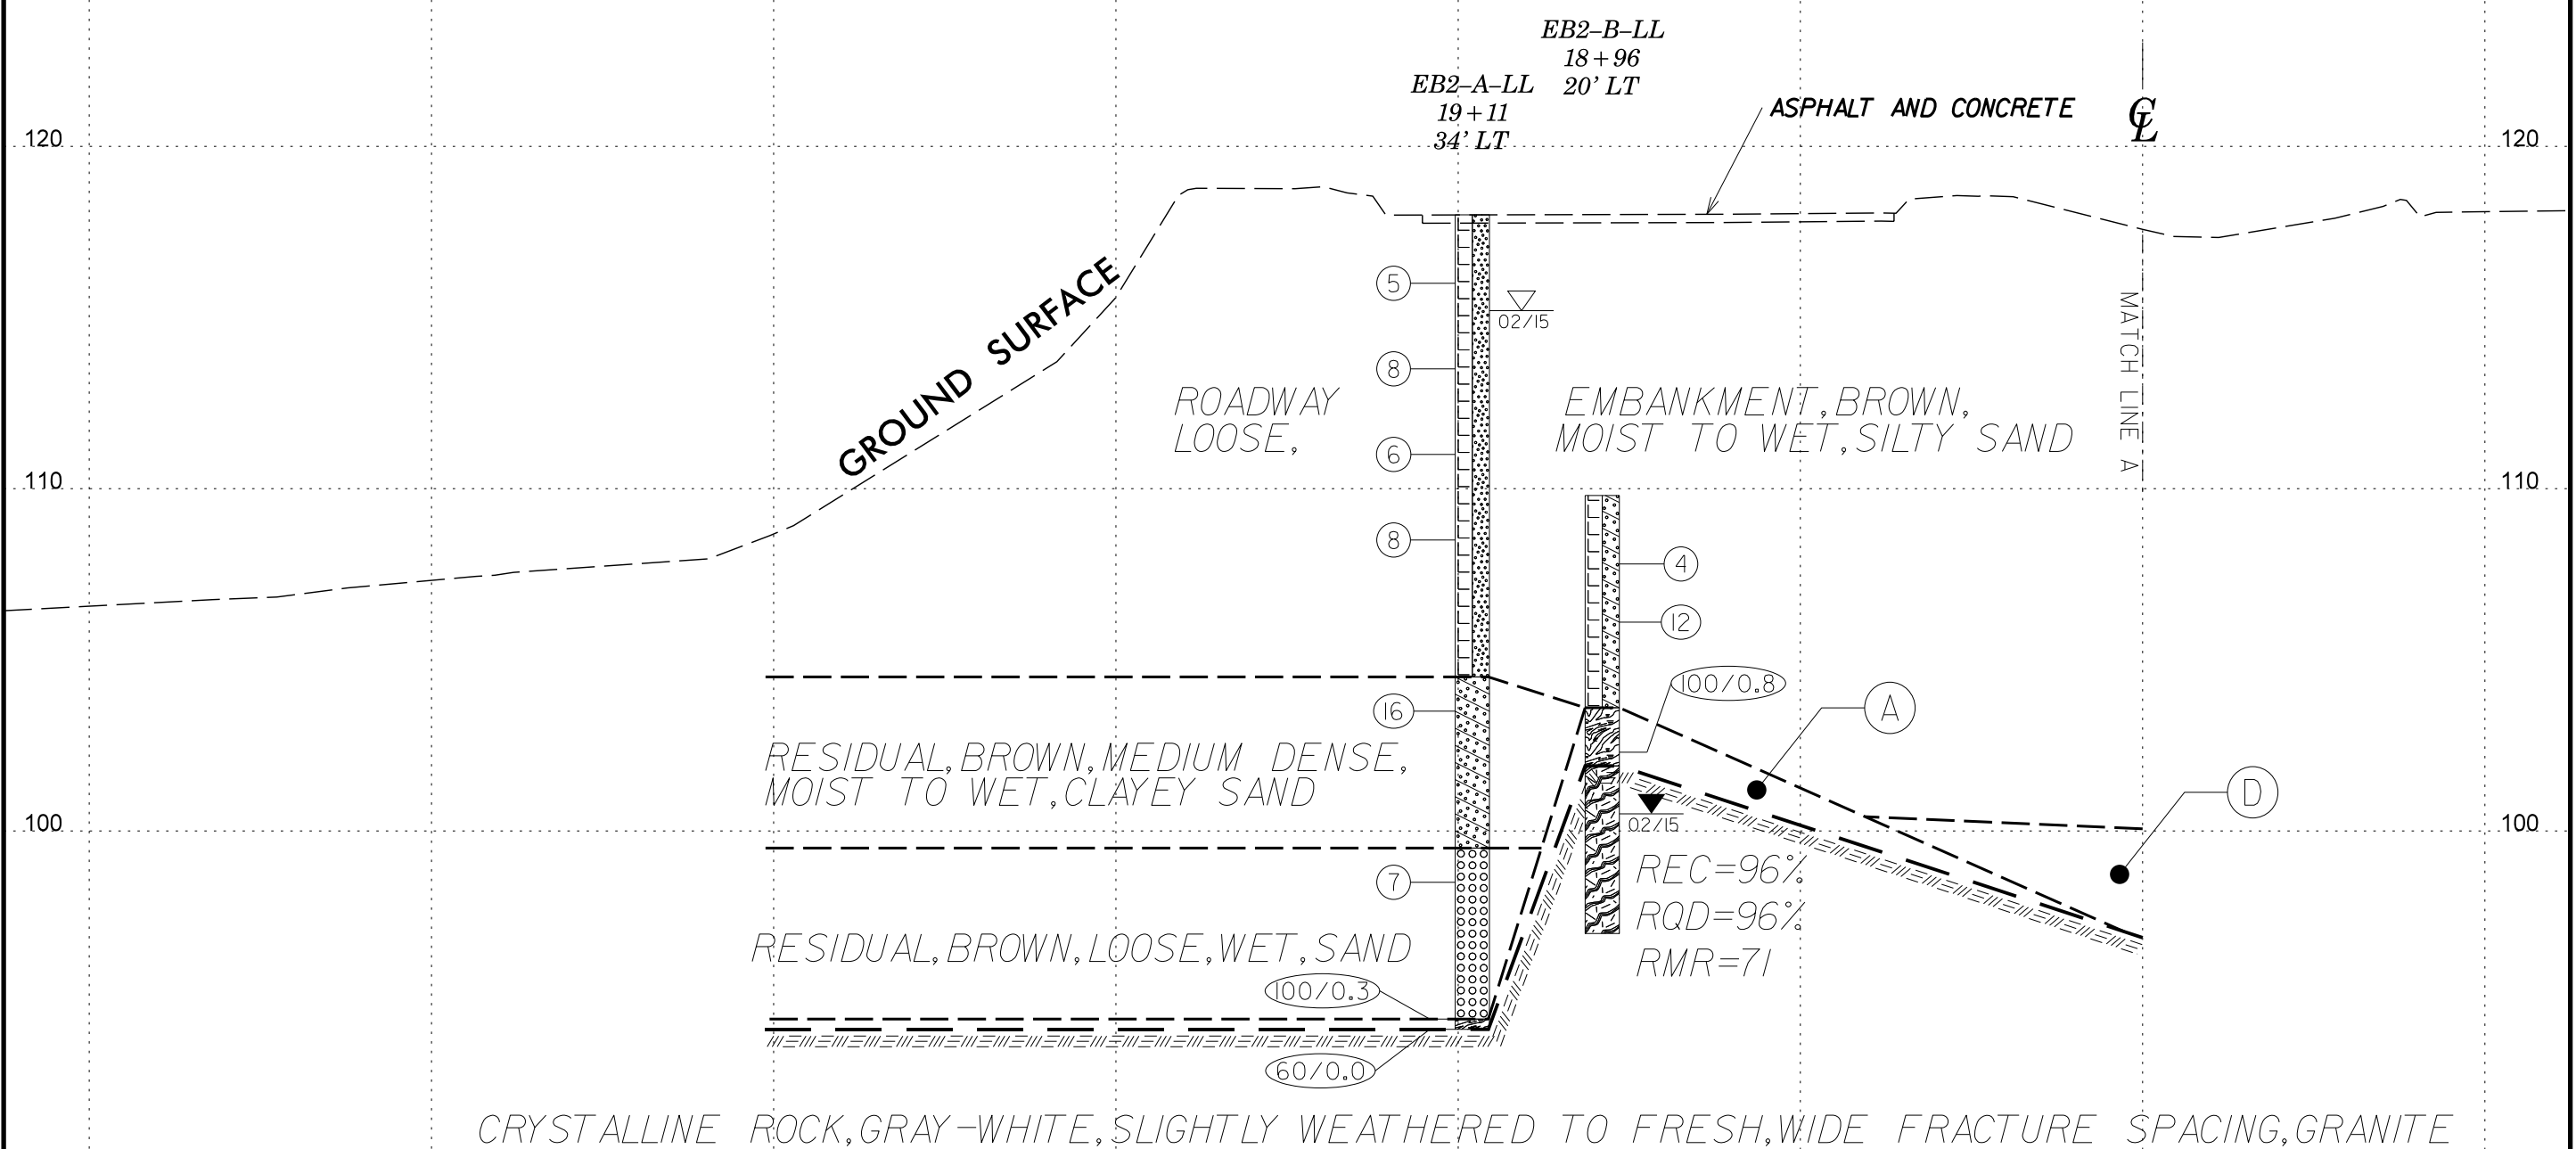 EB2-B-LL
18+96
20' LT
EB2-A-LL
19+11
34' LT
ASPHALT AND CONCRETE
CL
120
120
GROUND SURFACE
5
02/15
MATCH LINE A
8
ROADWAY EMBANKMENT, BROWN,
LOOSE, MOIST TO WET, SILTY SAND
6
110
110
8
4
12
100/0.8
16
A
RESIDUAL, BROWN, MEDIUM DENSE,
MOIST TO WET, CLAYEY SAND
D
100
02/15
100
7
REC=96%
RQD=96%
RMR=71
RESIDUAL, BROWN, LOOSE, WET, SAND
100/0.3
60/0.0
CRYSTALLINE ROCK, GRAY-WHITE, SLIGHTLY WEATHERED TO FRESH, WIDE FRACTURE SPACING, GRANITE